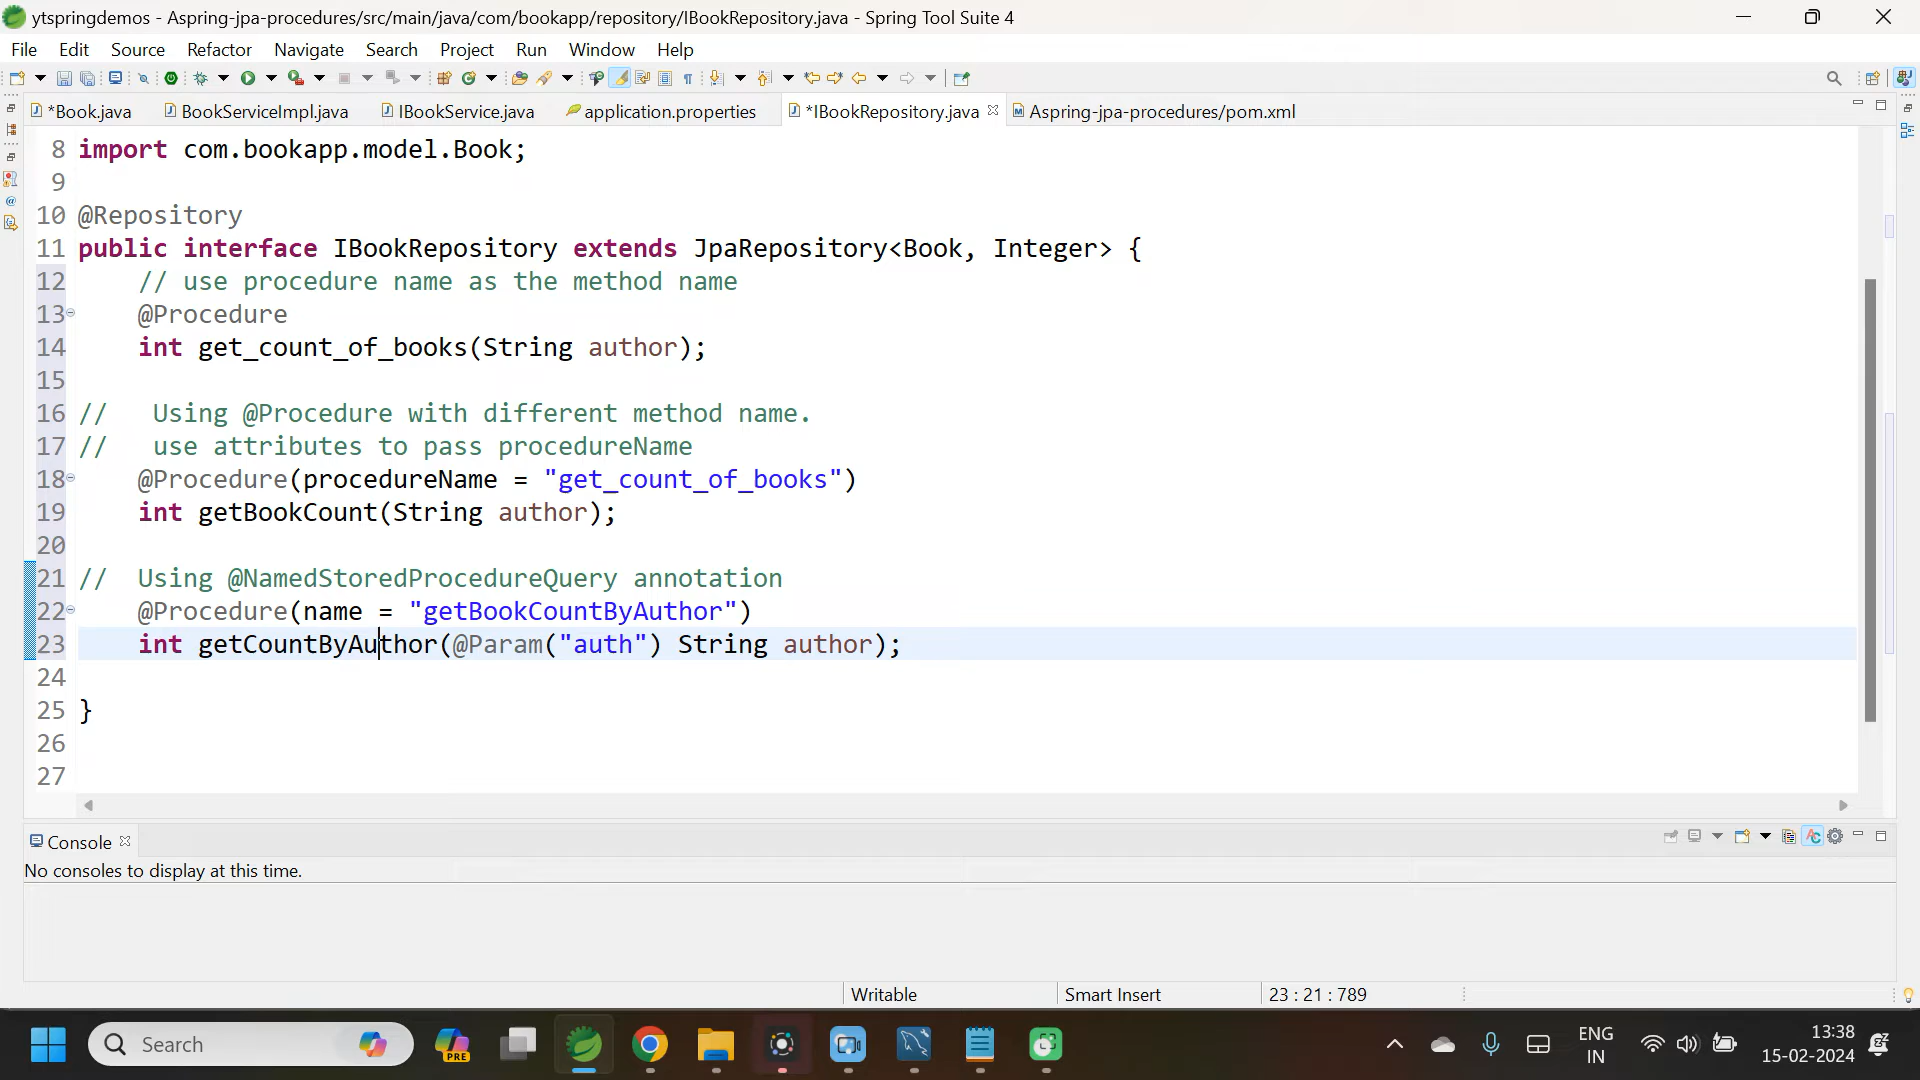 ytspringdemos - Aspring-jpa-procedures/src/main/java/com/bookapp/repository/IBookRepository.java - Spring Tool Suite 4
File Edit Source Refactor Navigate Search Project Run Window Help
*Book.java BookServiceImpl.java IBookService.java application.properties *IBookRepository.java Aspring-jpa-procedures/pom.xml
8 import com.bookapp.model.Book;
9
10 @Repository
11 public interface IBookRepository extends JpaRepository<Book, Integer> {
12 // use procedure name as the method name
13 @Procedure
14 int get_count_of_books(String author);
15
16 // Using @Procedure with different method name.
17 // use attributes to pass procedureName
18 @Procedure(procedureName = "get_count_of_books")
19 int getBookCount(String author);
20
21 // Using @NamedStoredProcedureQuery annotation
22 @Procedure(name = "getBookCountByAuthor")
23 int getCountByAuthor(@Param("auth") String author);
24
25 }
26
27
Console
No consoles to display at this time.
Writable Smart Insert 23 : 21 : 789
Search PRE ENG 13:38
IN 15-02-2024